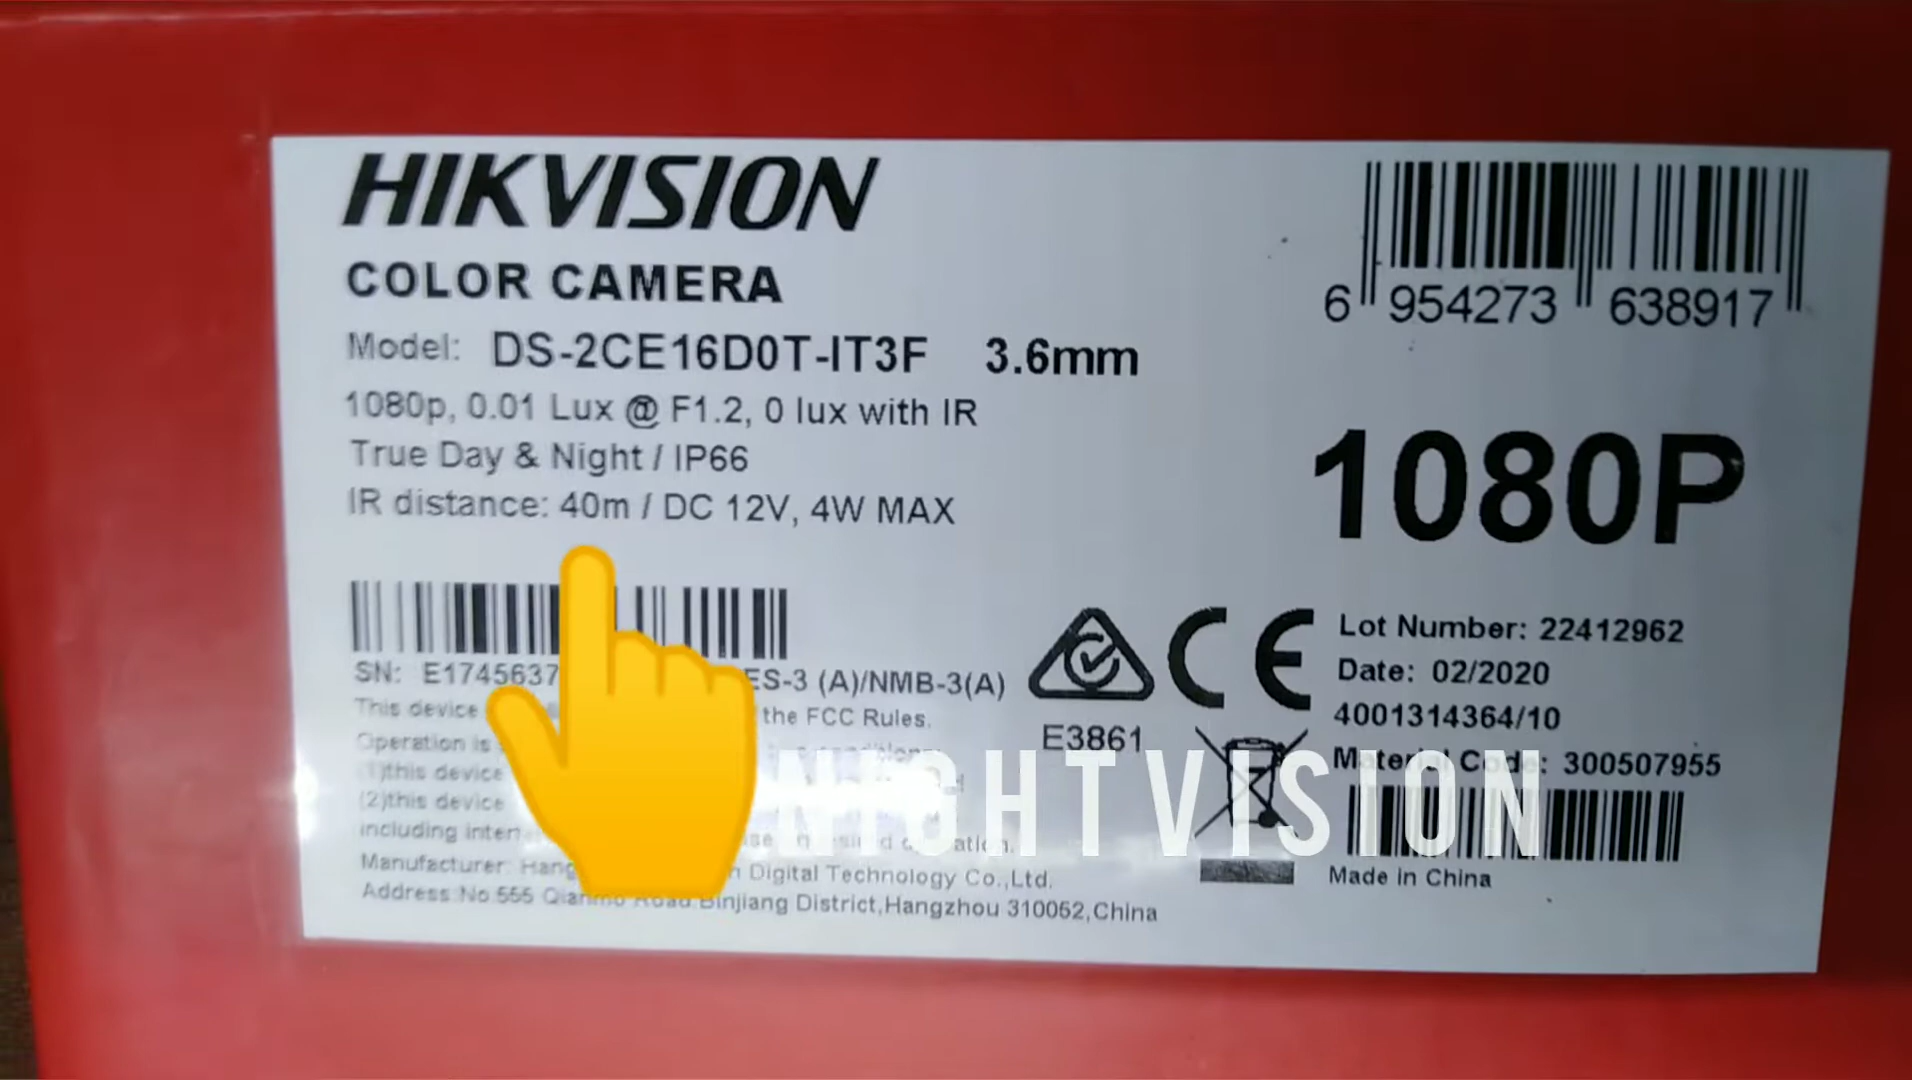 HIKVISION
COLOR CAMERA
Model: DS-2CE16D0T-IT3F 3.6mm
1080p, 0.01 Lux @ F1.2, 0 lux with IR
True Day & Night / IP66
IR distance: 40m / DC 12V, 4W MAX
6 954273 638917
1080P
SN: E1745637 ES-3 (A)/NMB-3(A)
This device the FCC Rules.
Operation is
(1)this device
(2)this device
including
Manufacturer: Digital Technology Co.,Ltd.
Address:No.555 Binjiang District,Hangzhou 310052,China
E3861
CE
Lot Number: 22412962
Date: 02/2020
4001314364/10
Material Code: 300507955
Made in China
NIGHTVISION